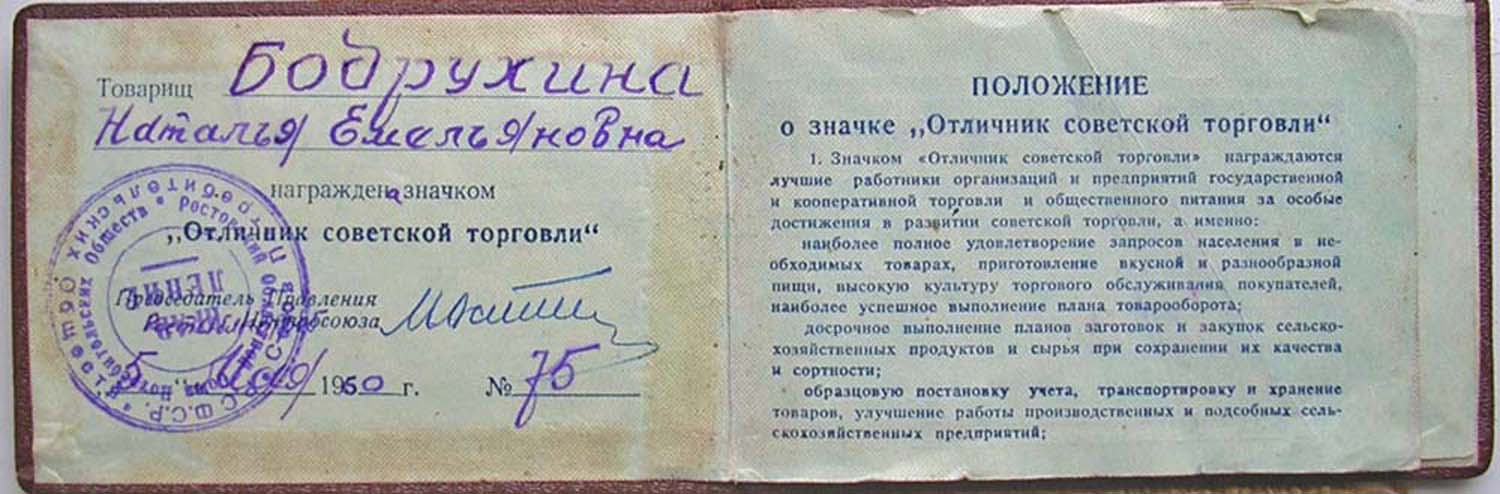 Товарищ Бодрухина
Наталья Емельяновна
награждена значком
„Отличник советской торговли“
Председатель Правления
5 " Мая 1950 г. № 75
ПОЛОЖЕНИЕ
о значке „Отличник советской торговли“
1. Значком «Отличник советской торговли» награждаются
лучшие работники организаций и предприятий государственной
и кооперативной торговли и общественного питания за особые
достижения в развитии советской торговли, а именно:
наиболее полное удовлетворение запросов населения в не-
обходимых товарах, приготовление вкусной и разнообразной
пищи, высокую культуру торгового обслуживания покупателей,
наиболее успешное выполнение плана товарооборота;
досрочное выполнение планов заготовок и закупок сельско-
хозяйственных продуктов и сырья при сохранении их качества
и сортности;
образцовую постановку учета, транспортировку и хранение
товаров, улучшение работы производственных и подсобных сель-
скохозяйственных предприятий;